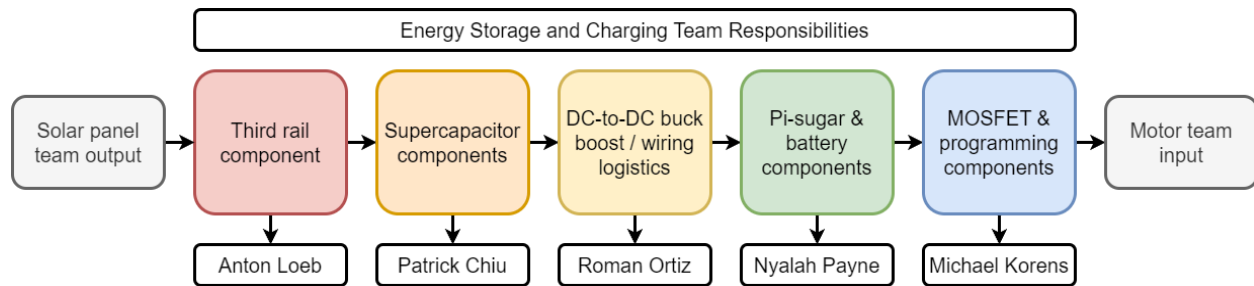 Energy Storage and Charging Team Responsibilities
Solar panel
team output
Third rail
component
Supercapacitor
components
DC-to-DC buck
boost / wiring
logistics
Pi-sugar &
battery
components
MOSFET &
programming
components
Motor team
input
Anton Loeb
Patrick Chiu
Roman Ortiz
Nyalah Payne
Michael Korens